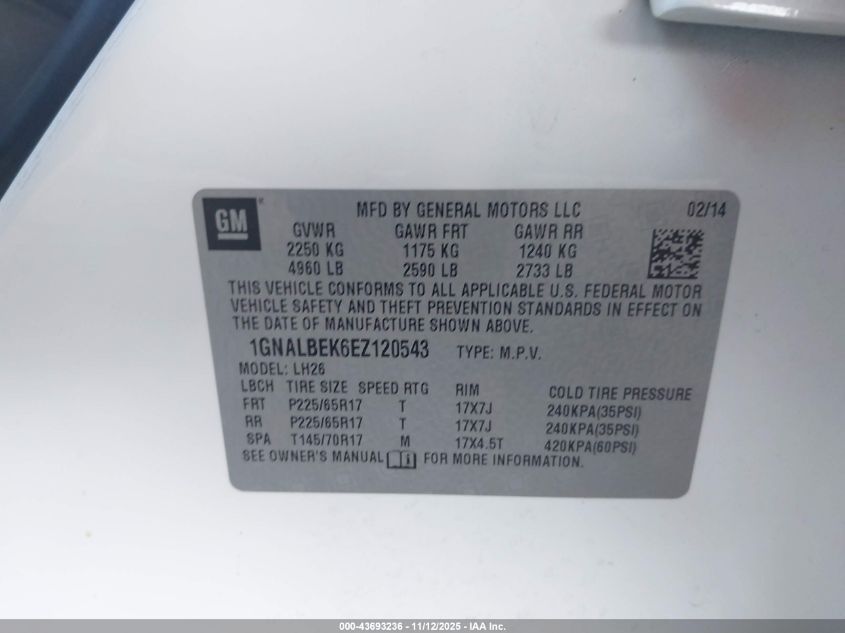 GM
MFD BY GENERAL MOTORS LLC 02/14
GVWR GAWR FRT GAWR RR
2250 KG 1175 KG 1240 KG
4960 LB 2590 LB 2733 LB
THIS VEHICLE CONFORMS TO ALL APPLICABLE U.S. FEDERAL MOTOR
VEHICLE SAFETY AND THEFT PREVENTION STANDARDS IN EFFECT ON
THE DATE OF MANUFACTURE SHOWN ABOVE.
1GNALBEK6EZ120543 TYPE: M.P.V.
MODEL: LH26
LBCH TIRE SIZE SPEED RTG RIM COLD TIRE PRESSURE
FRT P225/65R17 T 17X7J 240KPA(35PSI)
RR P225/65R17 T 17X7J 240KPA(35PSI)
SPA T145/70R17 M 17X4.5T 420KPA(60PSI)
SEE OWNER'S MANUAL FOR MORE INFORMATION.
000-43693236 - 11/12/2025 - IAA Inc.